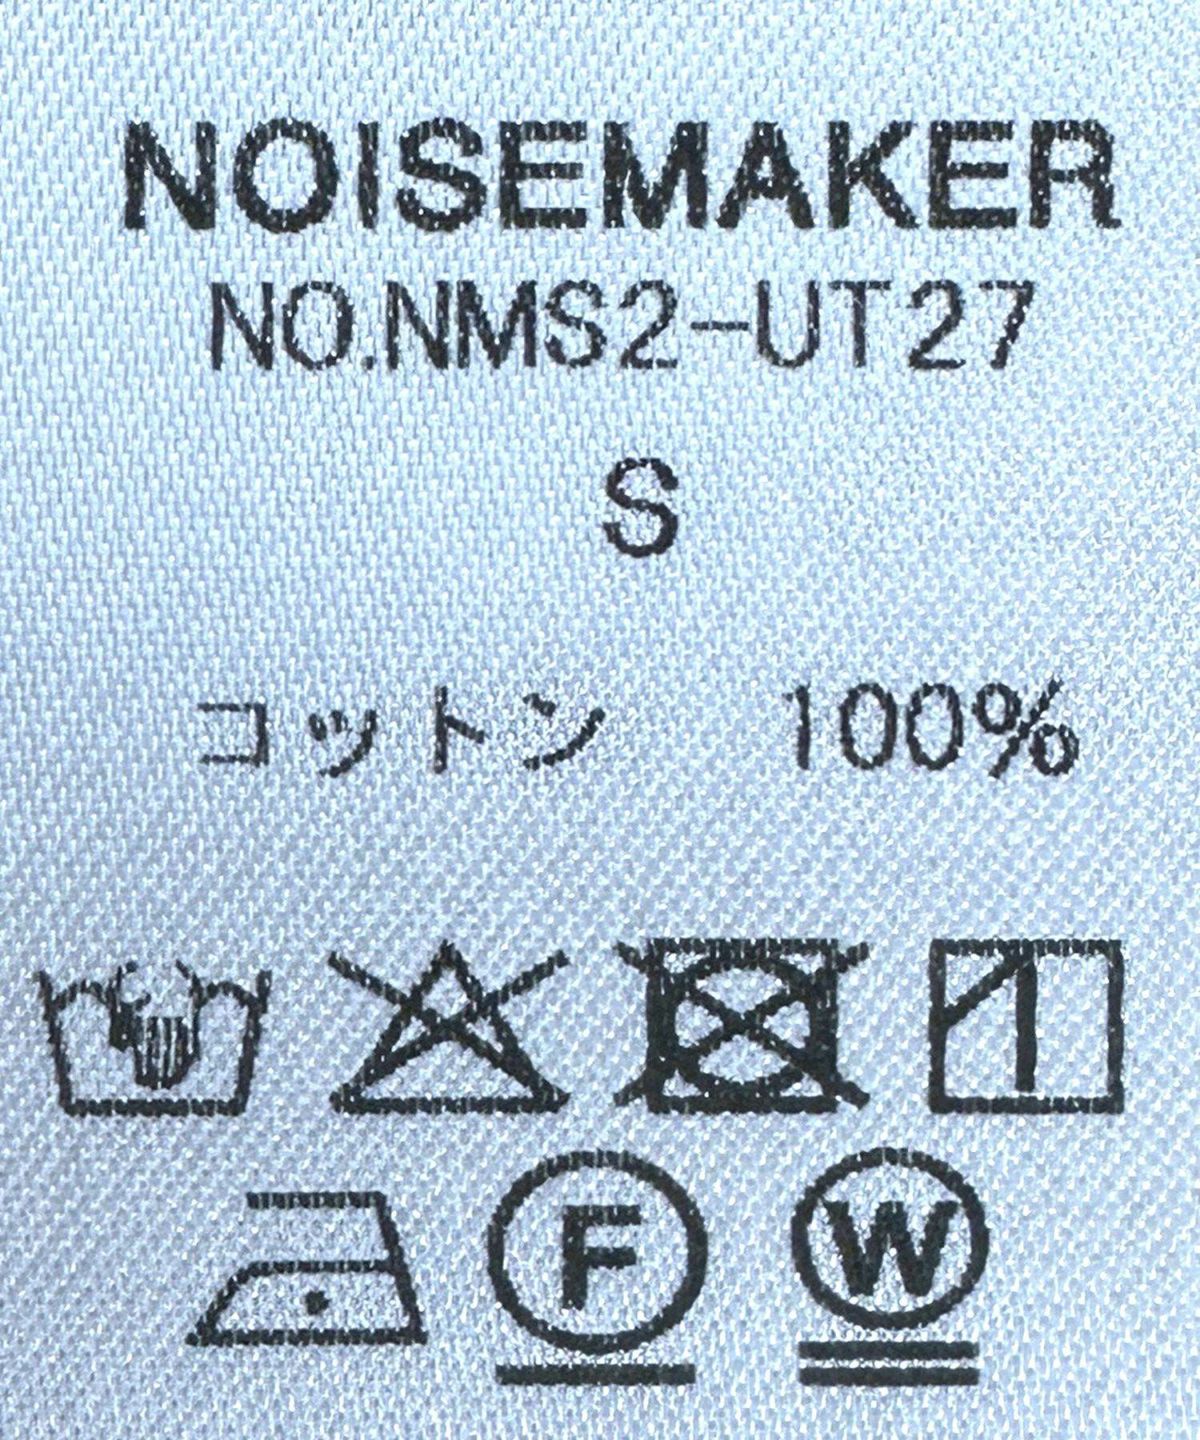 NOISEMAKER
NO.NMS2-UT27
S
コットン 100%
F W